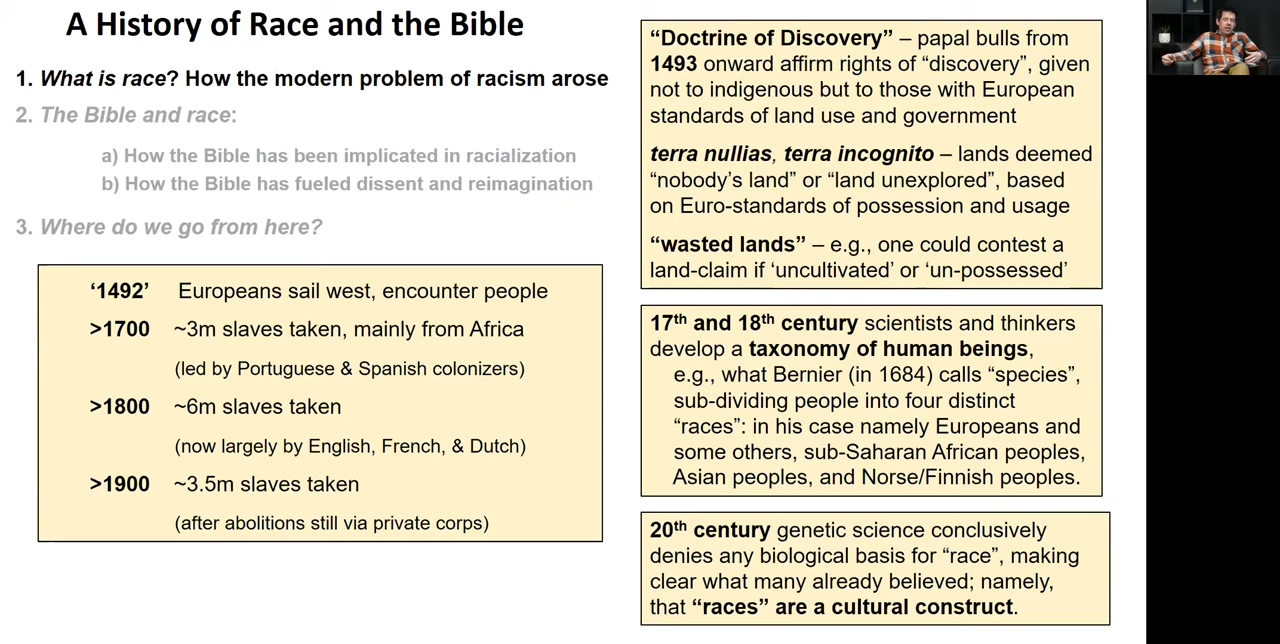 A History of Race and the Bible
1. What is race? How the modern problem of racism arose
2. The Bible and race:
a) How the Bible has been implicated in racialization
b) How the Bible has fueled dissent and reimagination
3. Where do we go from here?
‘1492’ Europeans sail west, encounter people
>1700 ~3m slaves taken, mainly from Africa
(led by Portuguese & Spanish colonizers)
>1800 ~6m slaves taken
(now largely by English, French, & Dutch)
>1900 ~3.5m slaves taken
(after abolitions still via private corps)
“Doctrine of Discovery” – papal bulls from
1493 onward affirm rights of “discovery”, given
not to indigenous but to those with European
standards of land use and government
terra nullias, terra incognito – lands deemed
“nobody’s land” or “land unexplored”, based
on Euro-standards of possession and usage
“wasted lands” – e.g., one could contest a
land-claim if ‘uncultivated’ or ‘un-possessed’
17th and 18th century scientists and thinkers
develop a taxonomy of human beings,
e.g., what Bernier (in 1684) calls “species”,
sub-dividing people into four distinct
“races”: in his case namely Europeans and
some others, sub-Saharan African peoples,
Asian peoples, and Norse/Finnish peoples.
20th century genetic science conclusively
denies any biological basis for “race”, making
clear what many already believed; namely,
that “races” are a cultural construct.